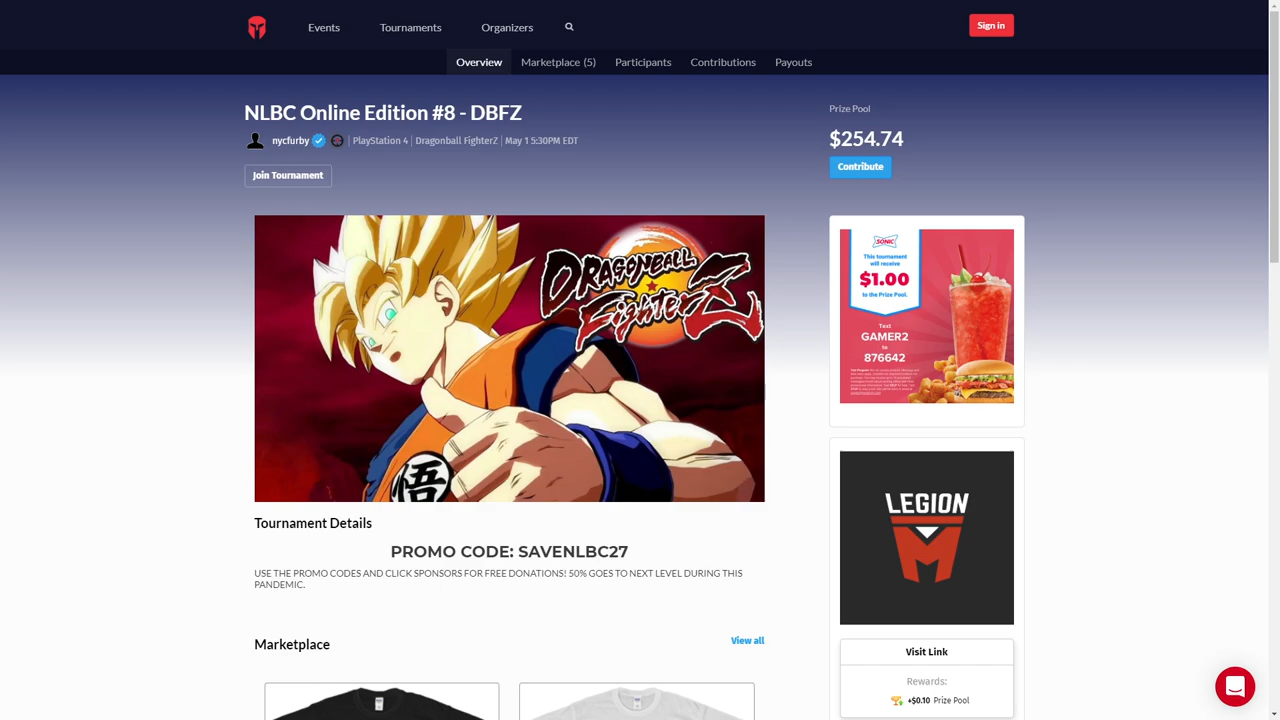 Events
Tournaments
Organizers
Sign in
Overview
Marketplace (5)
Participants
Contributions
Payouts
NLBC Online Edition #8 - DBFZ
nycfurby
PlayStation 4 | Dragonball FighterZ | May 1 5:30PM EDT
Join Tournament
Prize Pool
$254.74
Contribute
DRAGONBALL
FighterZ
SONIC
This tournament
will receive
$1.00
to the Prize Pool.
Text
GAMER2
to
876642
悟
LEGION
M
Tournament Details
PROMO CODE: SAVENLBC27
USE THE PROMO CODES AND CLICK SPONSORS FOR FREE DONATIONS! 50% GOES TO NEXT LEVEL DURING THIS
PANDEMIC.
Marketplace
View all
Visit Link
Rewards:
+$0.10 Prize Pool